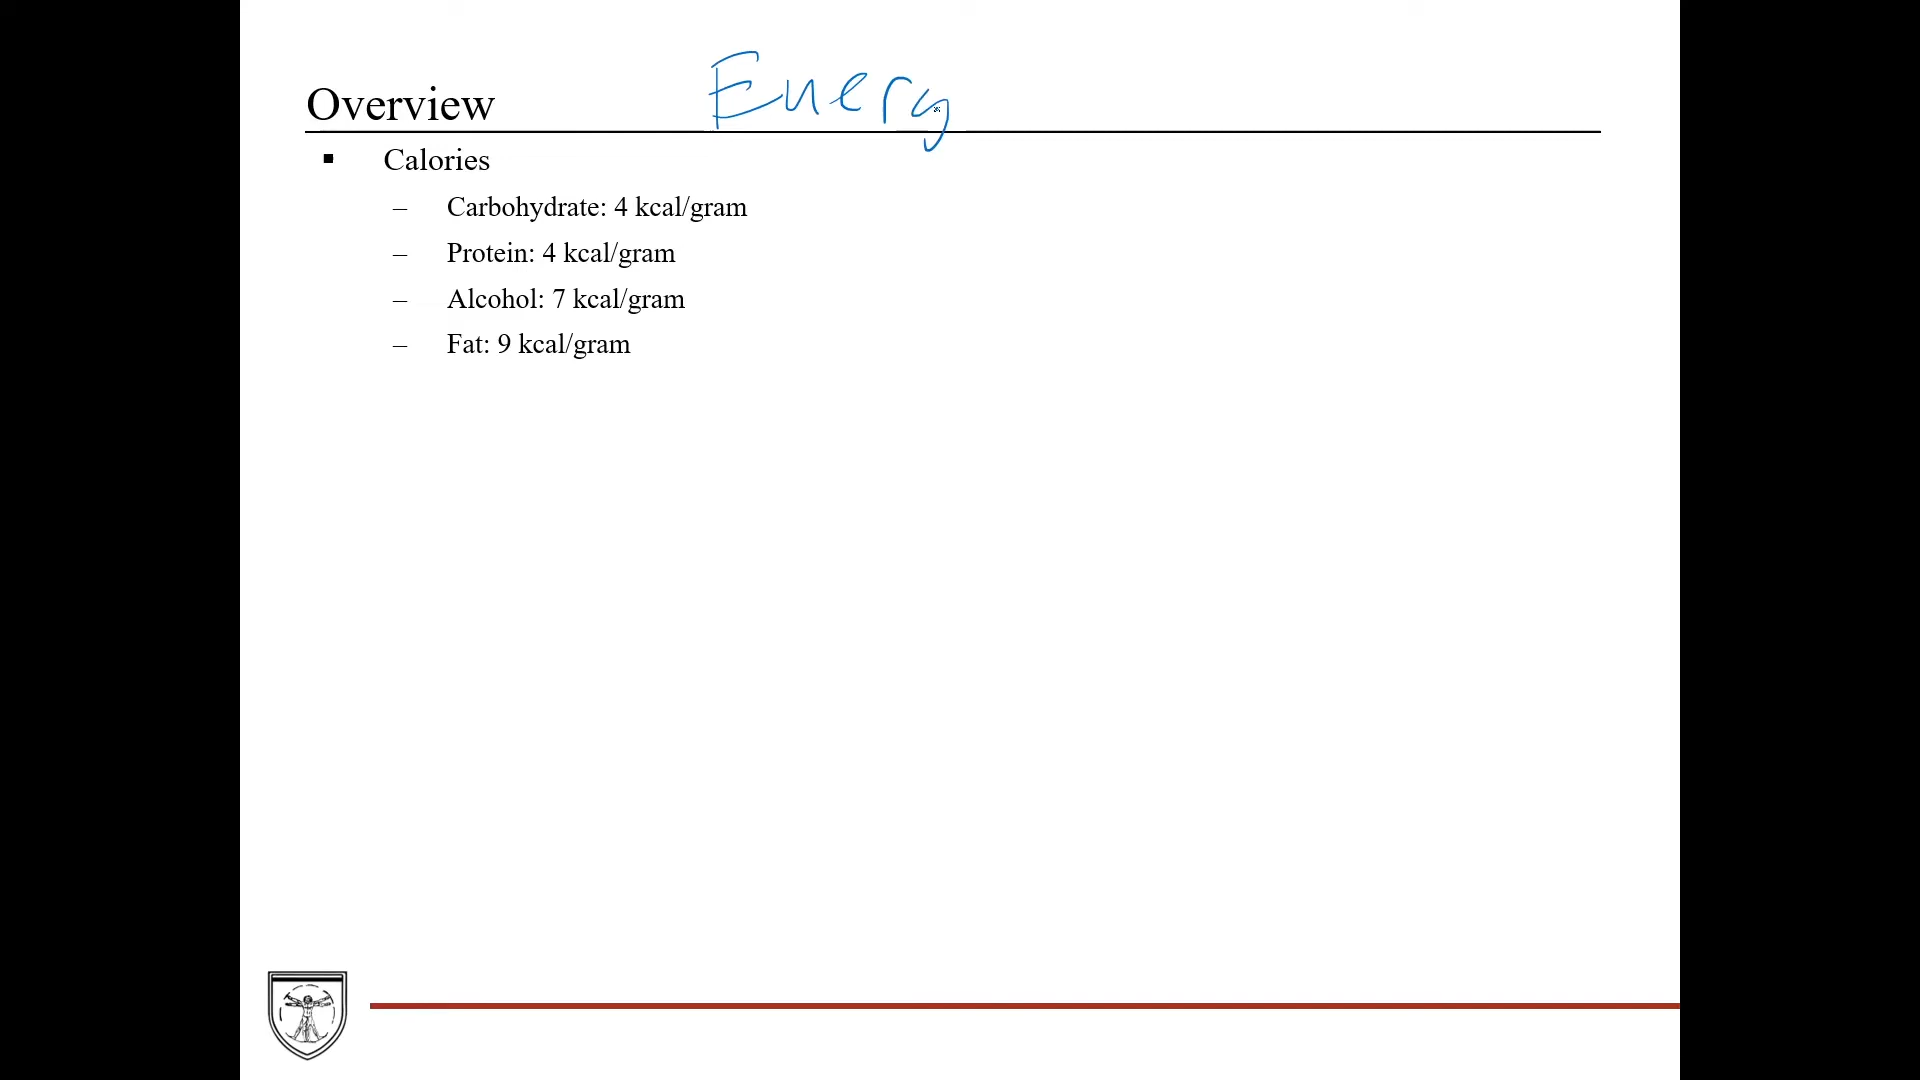 Overview Energy
▪ Calories
– Carbohydrate: 4 kcal/gram
– Protein: 4 kcal/gram
– Alcohol: 7 kcal/gram
– Fat: 9 kcal/gram